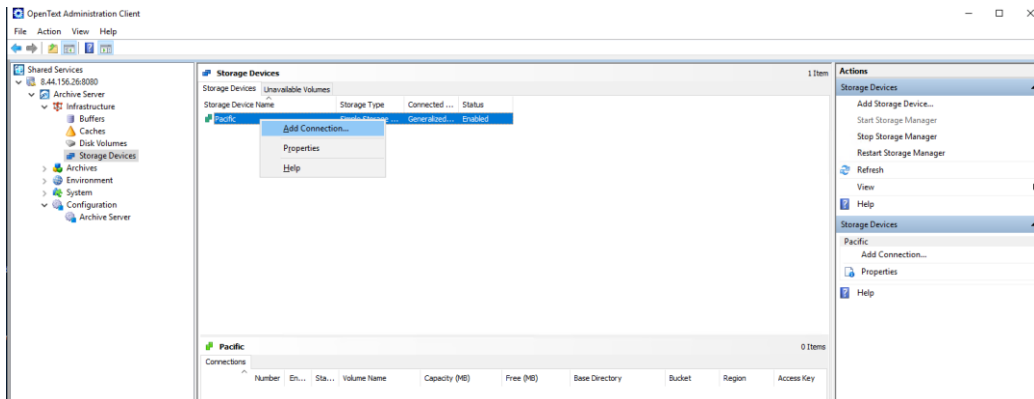 OpenText Administration Client
File Action View Help
Shared Services
8.44.156.26:8080
Archive Server
Infrastructure
Buffers
Caches
Disk Volumes
Storage Devices
Archives
Environment
System
Configuration
Archive Server
Storage Devices 1 Item
Storage Devices Unavailable Volumes
Storage Device Name Storage Type Connected ... Status
Pacific Simple Storage ... Generalized... Enabled
Add Connection...
Properties
Help
Pacific 0 Items
Connections
Number En... Sta... Volume Name Capacity (MB) Free (MB) Base Directory Bucket Region Access Key
Actions
Storage Devices
Add Storage Device...
Start Storage Manager
Stop Storage Manager
Restart Storage Manager
Refresh
View
Help
Storage Devices
Pacific
Add Connection...
Properties
Help